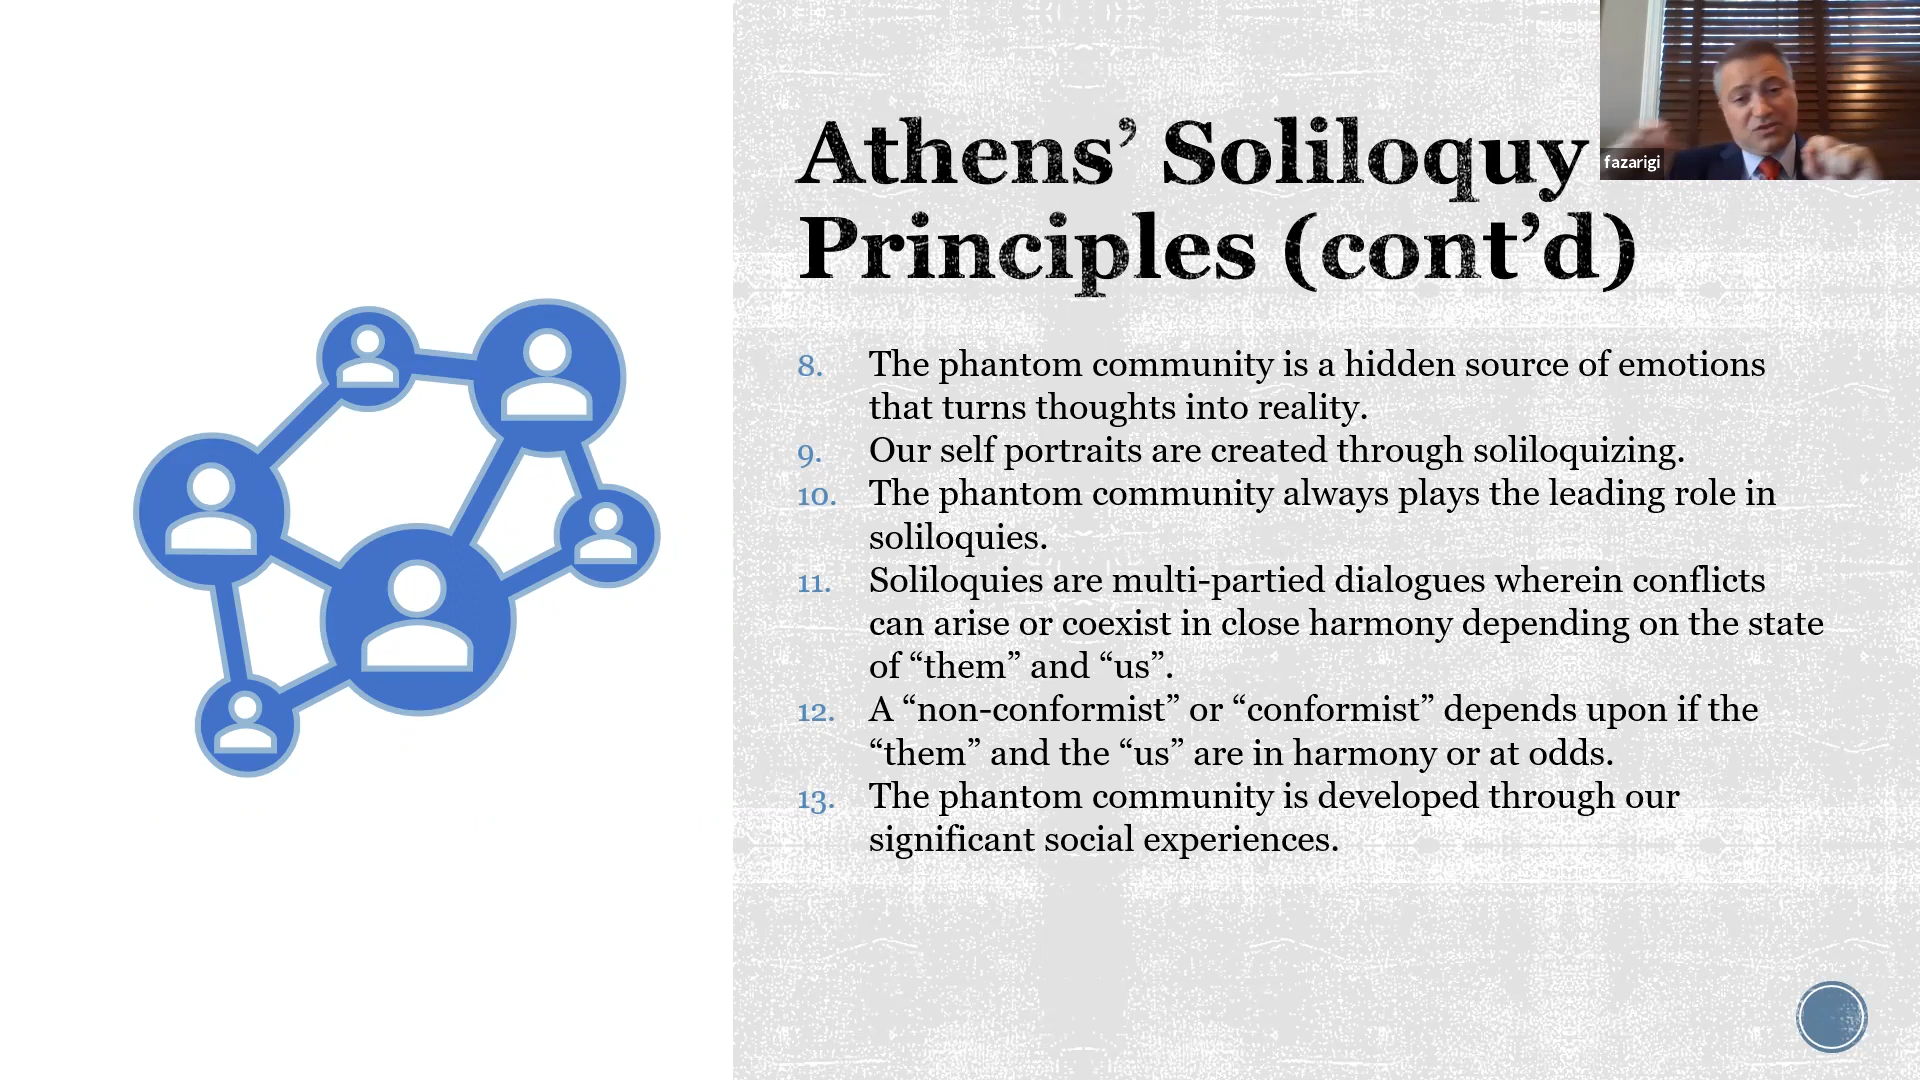 Athens’ Soliloquy
Principles (cont’d)
fazarigi
8. The phantom community is a hidden source of emotions
that turns thoughts into reality.
9. Our self portraits are created through soliloquizing.
10. The phantom community always plays the leading role in
soliloquies.
11. Soliloquies are multi-partied dialogues wherein conflicts
can arise or coexist in close harmony depending on the state
of “them” and “us”.
12. A “non-conformist” or “conformist” depends upon if the
“them” and the “us” are in harmony or at odds.
13. The phantom community is developed through our
significant social experiences.